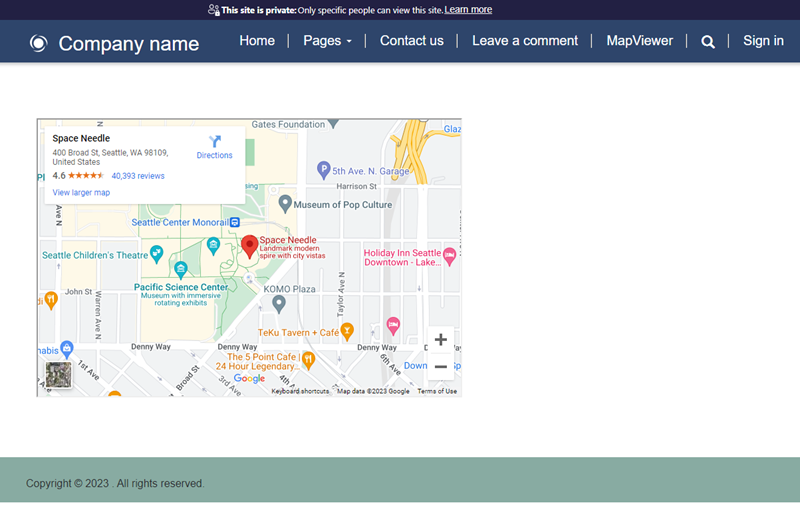 This site is private: Only specific people can view this site. Learn more
Company name
Home
Pages
Contact us
Leave a comment
MapViewer
Sign in
Space Needle
400 Broad St, Seattle, WA 98109,
United States
4.6
40,393 reviews
View larger map
Directions
Gates Foundation
Glaz
N
N
5th Ave. N. Garage
Harrison St
Museum of Pop Culture
Ave N
Seattle Center Monorail
Space Needle
Landmark modern
spire with city vistas
Seattle Children's Theatre
Holiday Inn Seattle
Downtown - Lake...
Pacific Science Center
Museum with immersive
rotating exhibits
KOMO Plaza
John St
Warren Ave N
Taylor Ave N
TeKu Tavern + Cafe
Denny Way
Denny Way
Denny Way
nabis
The 5 Point Cafe |
24 Hour Legendary...
1st Ave
Broad St
3rd Ave
4th
Google
Keyboard shortcuts
Map data ©2023 Google
Terms of Use
Copyright © 2023 . All rights reserved.